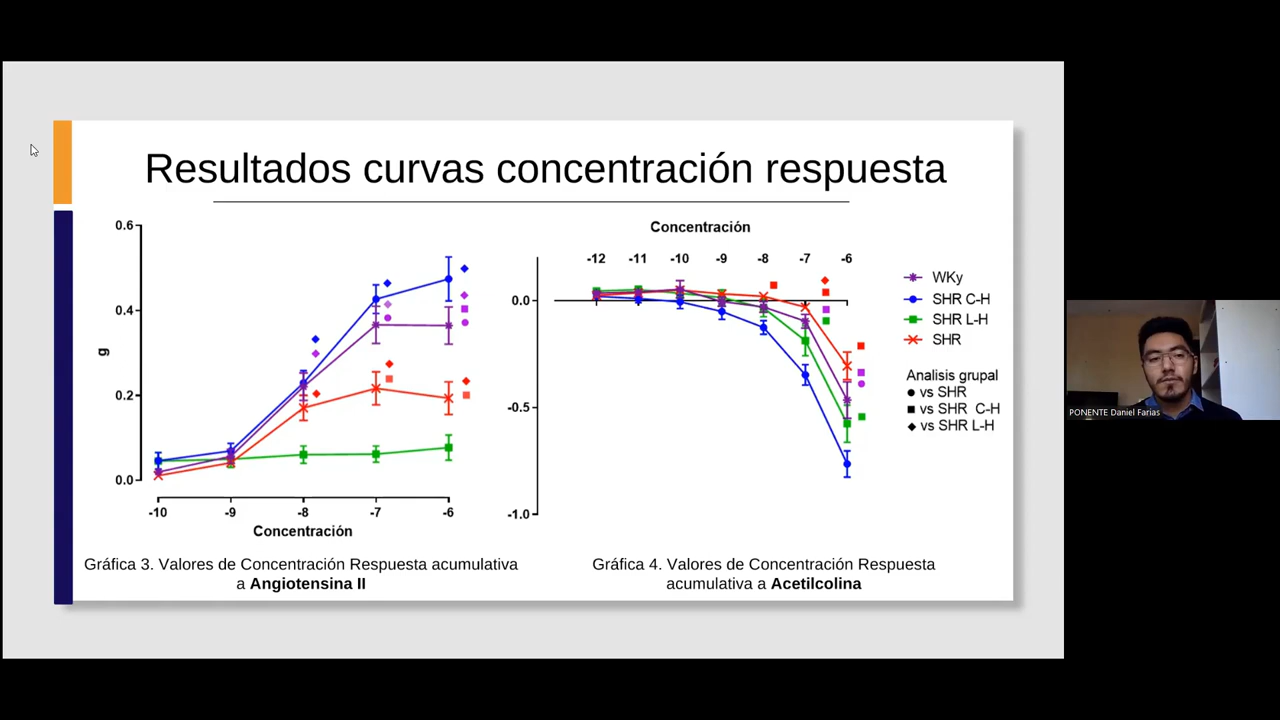 Resultados curvas concentración respuesta
0.6
0.4
0.2
0.0
g
-10 -9 -8 -7 -6
Concentración
Gráfica 3. Valores de Concentración Respuesta acumulativa
a Angiotensina II
Concentración
-12 -11 -10 -9 -8 -7 -6
0.0
-0.5
-1.0
WKy
SHR C-H
SHR L-H
SHR
Analisis grupal
vs SHR
vs SHR C-H
vs SHR L-H
Gráfica 4. Valores de Concentración Respuesta
acumulativa a Acetilcolina
PONENTE Daniel Farias